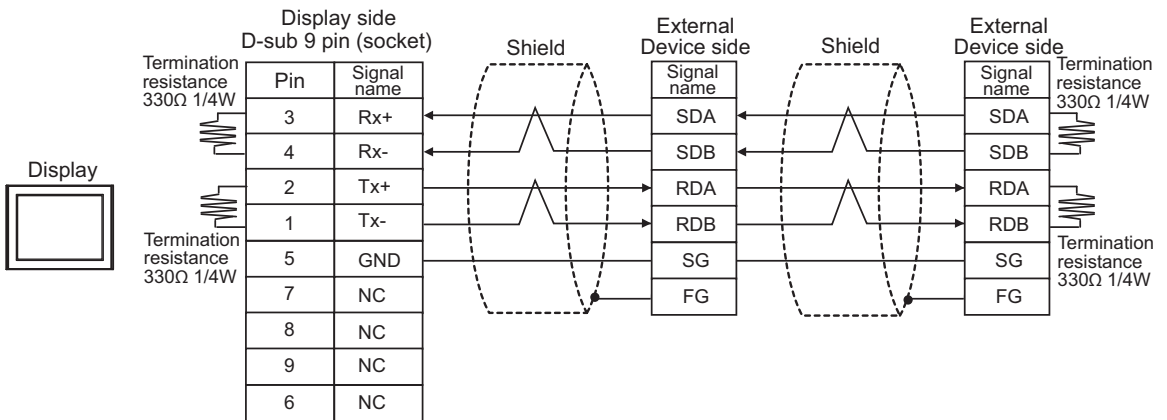 Display side
D-sub 9 pin (socket)
Shield
External
Device side
Shield
External
Device side
Termination
resistance
330Ω 1/4W
Termination
resistance
330Ω 1/4W
Pin
Signal
name
Signal
name
Signal
name
3
Rx+
SDA
SDA
4
Rx-
SDB
SDB
Display
2
Tx+
RDA
RDA
1
Tx-
RDB
RDB
Termination
resistance
330Ω 1/4W
Termination
resistance
330Ω 1/4W
5
GND
SG
SG
7
NC
FG
FG
8
NC
9
NC
6
NC